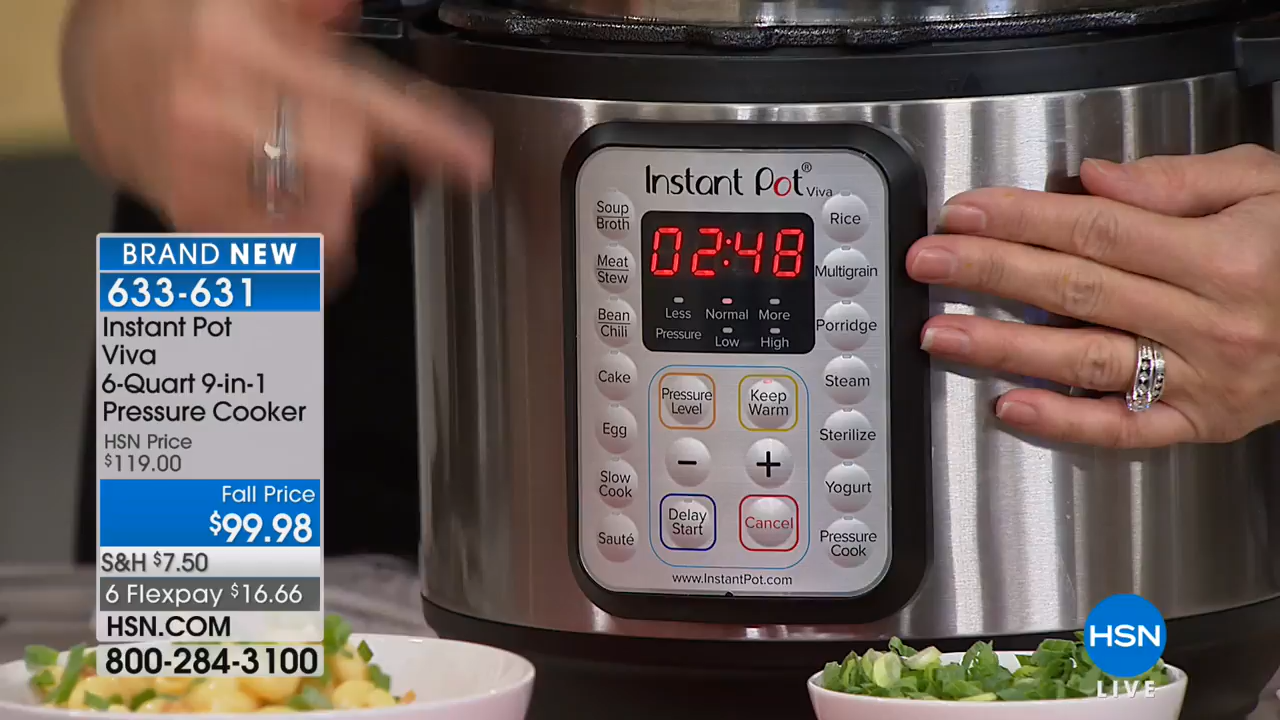 BRAND NEW
633-631
Instant Pot
Viva
6-Quart 9-in-1
Pressure Cooker
HSN Price
$119.00
Fall Price
$99.98
S&H $7.50
6 Flexpay $16.66
HSN.COM
800-284-3100
Instant Pot® Viva
Soup
Broth
Meat
Stew
Bean
Chili
Cake
Egg
Slow
Cook
Sauté
02:48
Less Normal More
Pressure Low High
Pressure
Level
Keep
Warm
− +
Delay
Start
Cancel
Rice
Multigrain
Porridge
Steam
Sterilize
Yogurt
Pressure
Cook
www.InstantPot.com
HSN
LIVE